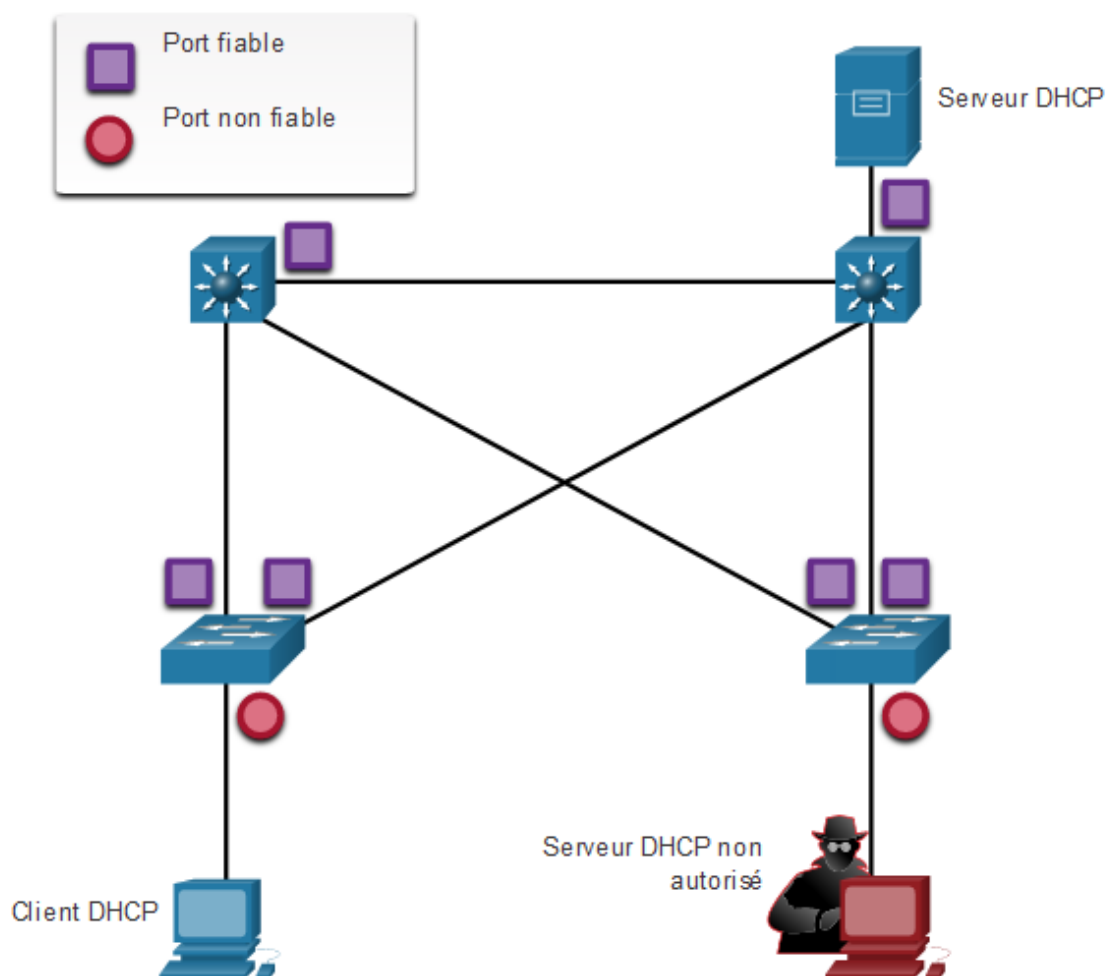 Port fiable
Port non fiable
Serveur DHCP
Serveur DHCP non
autorisé
Client DHCP